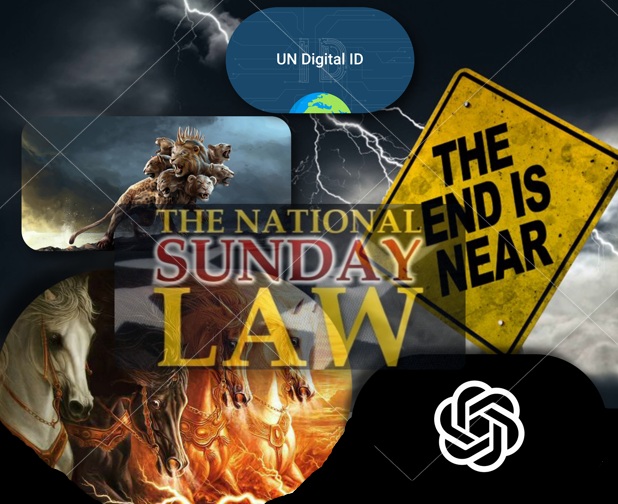 UN Digital ID
THE
END IS
NEAR
THE NATIONAL
SUNDAY
LAW